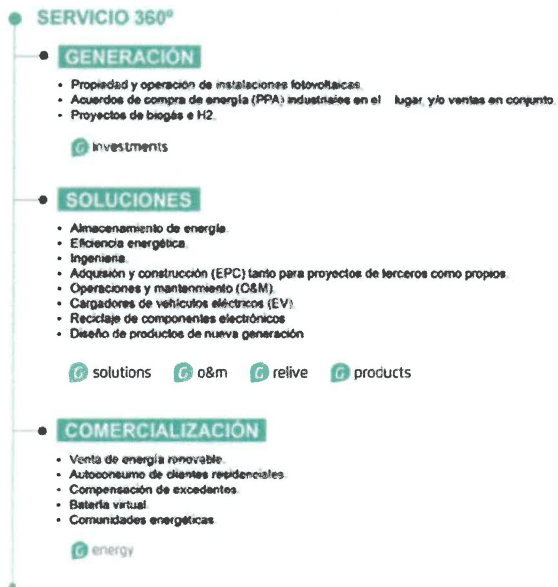 SERVICIO 360º
GENERACIÓN
• Propiedad y operación de instalaciones fotovoltaicas.
• Acuerdos de compra de energía (PPA) industriales en el lugar, y/o ventas en conjunto.
• Proyectos de biogás e H2.
G investments
SOLUCIONES
• Almacenamiento de energía.
• Eficiencia energética.
• Ingeniería.
• Adquisión y construcción (EPC) tanto para proyectos de terceros como propios.
• Operaciones y mantenmiento (O&M).
• Cargadores de vehículos eléctricos (EV).
• Reciclaje de componentes electrónicos
• Diseño de productos de nueva generación
G solutions G o&m G relive G products
COMERCIALIZACIÓN
• Venta de energía renovable.
• Autoconsumo de clientes residenciales
• Compensación de excedentes.
• Batería virtual.
• Comunidades energéticas
G energy